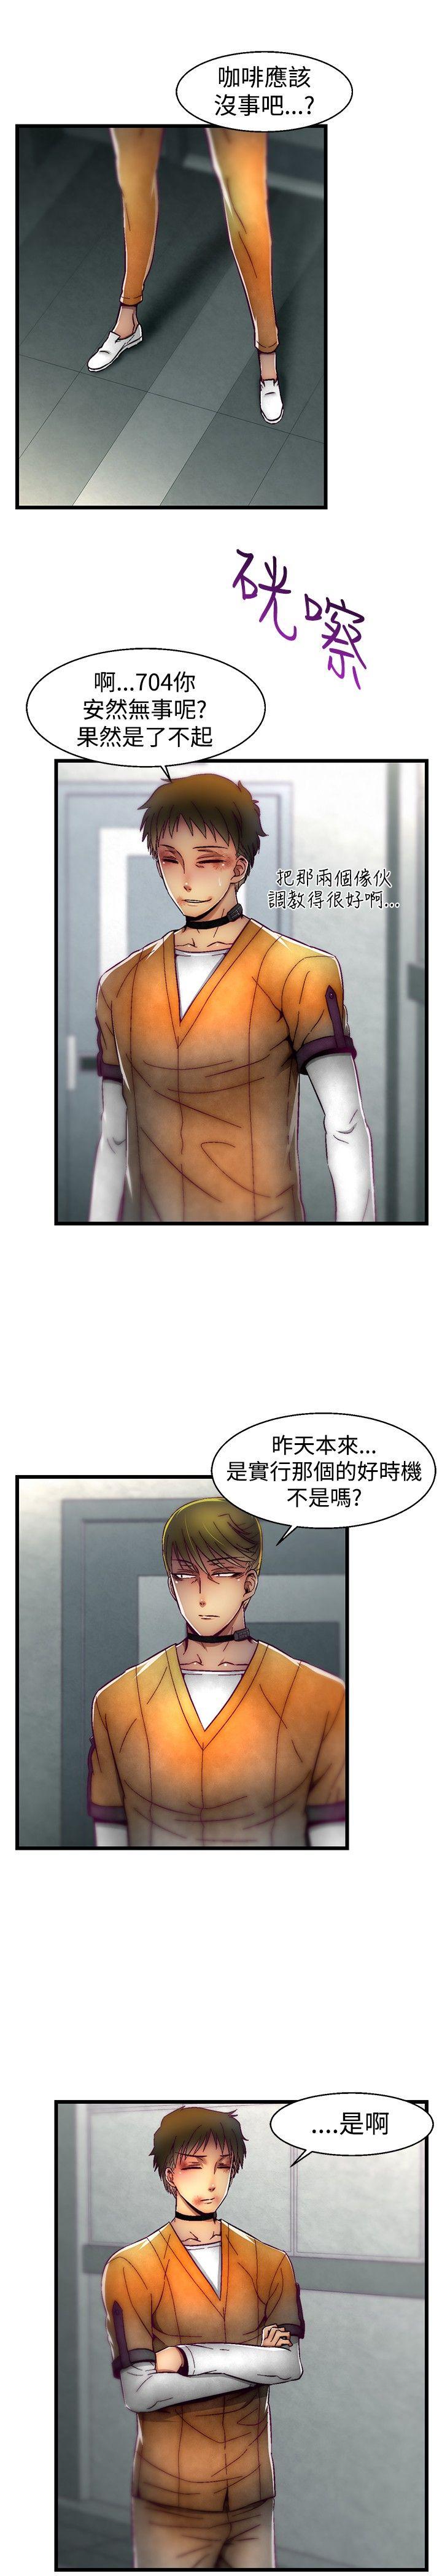 咖啡應該
沒事吧...?
硄嚓
啊...704你
安然無事呢?
果然是了不起
把那兩個傢伙
調教得很好啊...
昨天本來...
是實行那個的好時機
不是嗎?
....是啊